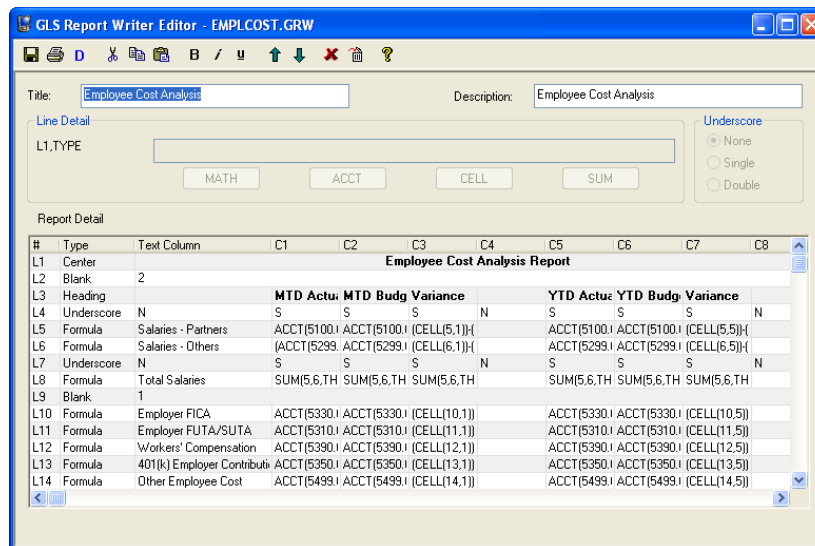 GLS Report Writer Editor - EMPLCOST.GRW
D B i u ?
Title: Employee Cost Analysis Description: Employee Cost Analysis
Line Detail Underscore
L1,TYPE None
Single
MATH ACCT CELL SUM
Double
Report Detail
# Type Text Column C1 C2 C3 C4 C5 C6 C7 C8
L1 Center Employee Cost Analysis Report
L2 Blank 2
L3 Heading MTD Actua MTD Budg Variance YTD Actua YTD Budg Variance
L4 Underscore N S S S N S S S N
L5 Formula Salaries - Partners ACCT(5100.( ACCT(5100.( (CELL(5,1))-( ACCT(5100.( ACCT(5100.( (CELL(5,5))-(
L6 Formula Salaries - Others (ACCT(5299. ACCT(5299.( (CELL(6,1))-( ACCT(5299.( ACCT(5299.( (CELL(6,5))-(
L7 Underscore N S S S N S S S N
L8 Formula Total Salaries SUM(5,6,TH SUM(5,6,TH SUM(5,6,TH SUM(5,6,TH SUM(5,6,TH SUM(5,6,TH
L9 Blank 1
L10 Formula Employer FICA ACCT(5330.( ACCT(5330.( (CELL(10,1)) ACCT(5330.( ACCT(5330.( (CELL(10,5))
L11 Formula Employer FUTA/SUTA ACCT(5310.( ACCT(5310.( (CELL(11,1)) ACCT(5310.( ACCT(5310.( (CELL(11,5))
L12 Formula Workers' Compensation ACCT(5390.( ACCT(5390.( (CELL(12,1)) ACCT(5390.( ACCT(5390.( (CELL(12,5))
L13 Formula 401(k) Employer Contributi ACCT(5350.( ACCT(5350.( (CELL(13,1)) ACCT(5350.( ACCT(5350.( (CELL(13,5))
L14 Formula Other Employee Cost ACCT(5499.( ACCT(5499.( (CELL(14,1)) ACCT(5499.( ACCT(5499.( (CELL(14,5))